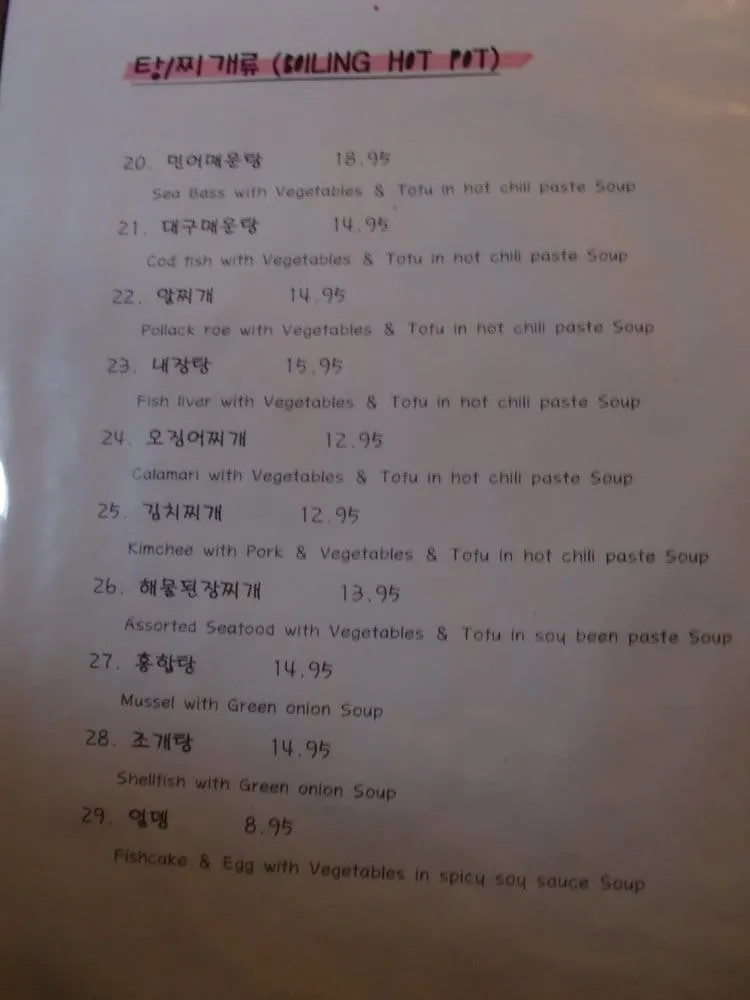 탕/찌개류 (BOILING HOT POT)
20. 민어매운탕 18.95
Sea Bass with Vegetables & Tofu in hot chili paste Soup
21. 대구매운탕 14.95
Cod fish with Vegetables & Tofu in hot chili paste Soup
22. 알찌개 14.95
Pollack roe with Vegetables & Tofu in hot chili paste Soup
23. 내장탕 15.95
Fish liver with Vegetables & Tofu in hot chili paste Soup
24. 오징어찌개 12.95
Calamari with Vegetables & Tofu in hot chili paste Soup
25. 김치찌개 12.95
Kimchee with Pork & Vegetables & Tofu in hot chili paste Soup
26. 해물된장찌개 13.95
Assorted Seafood with Vegetables & Tofu in soy been paste Soup
27. 홍합탕 14.95
Mussel with Green onion Soup
28. 조개탕 14.95
Shellfish with Green onion Soup
29. 8.95
Fishcake & Egg with Vegetables in spicy soy sauce Soup